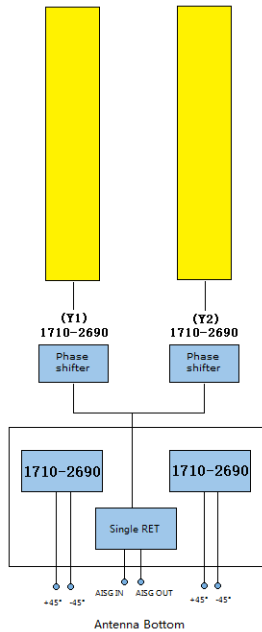 (Y1)
1710-2690
(Y2)
1710-2690
Phase
shifter
Phase
shifter
1710-2690
1710-2690
Single RET
+45° -45° AISG IN AISG OUT +45° -45°
Antenna Bottom